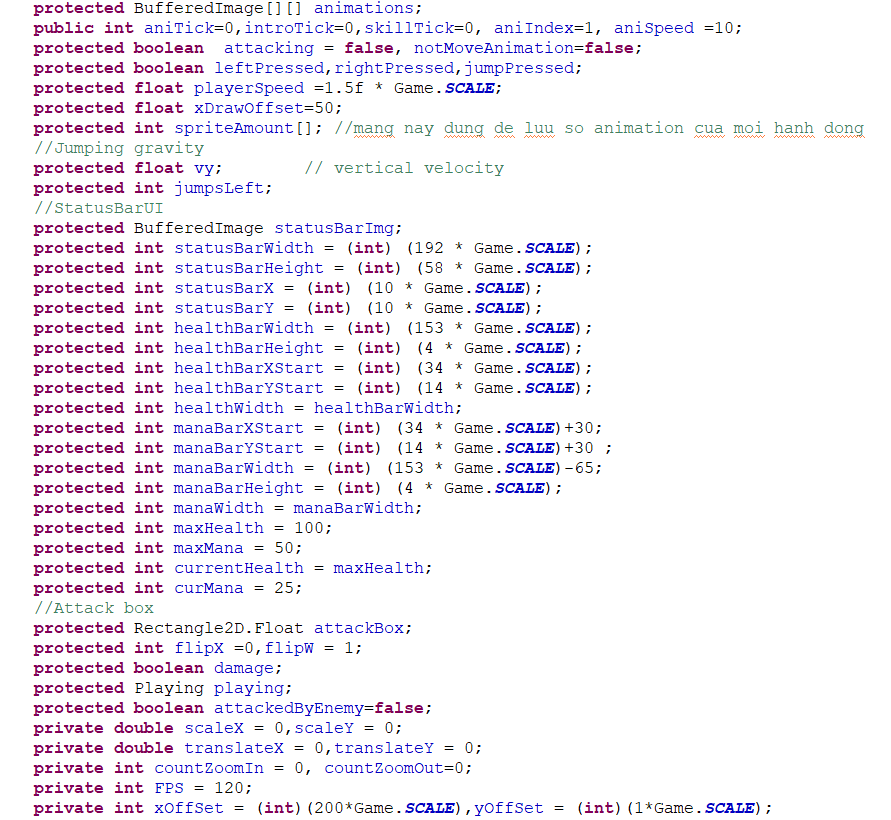 protected BufferedImage[][] animations;
public int aniTick=0,introTick=0,skillTick=0, aniIndex=1, aniSpeed =10;
protected boolean  attacking = false, notMoveAnimation=false;
protected boolean leftPressed,rightPressed,jumpPressed;
protected float playerSpeed =1.5f * Game.SCALE;
protected float xDrawOffset=50;
protected int spriteAmount[]; //mang nay dung de luu so animation cua moi hanh dong
//Jumping gravity
protected float vy;        // vertical velocity
protected int jumpsLeft;
//StatusBarUI
protected BufferedImage statusBarImg;
protected int statusBarWidth = (int) (192 * Game.SCALE);
protected int statusBarHeight = (int) (58 * Game.SCALE);
protected int statusBarX = (int) (10 * Game.SCALE);
protected int statusBarY = (int) (10 * Game.SCALE);
protected int healthBarWidth = (int) (153 * Game.SCALE);
protected int healthBarHeight = (int) (4 * Game.SCALE);
protected int healthBarXStart = (int) (34 * Game.SCALE);
protected int healthBarYStart = (int) (14 * Game.SCALE);
protected int healthWidth = healthBarWidth;
protected int manaBarXStart = (int) (34 * Game.SCALE)+30;
protected int manaBarYStart = (int) (14 * Game.SCALE)+30 ;
protected int manaBarWidth = (int) (153 * Game.SCALE)-65;
protected int manaBarHeight = (int) (4 * Game.SCALE);
protected int manaWidth = manaBarWidth;
protected int maxHealth = 100;
protected int maxMana = 50;
protected int currentHealth = maxHealth;
protected int curMana = 25;
//Attack box
protected Rectangle2D.Float attackBox;
protected int flipX =0,flipW = 1;
protected boolean damage;
protected Playing playing;
protected boolean attackedByEnemy=false;
private double scaleX = 0,scaleY = 0;
private double translateX = 0,translateY = 0;
private int countZoomIn = 0, countZoomOut=0;
private int FPS = 120;
private int xOffSet = (int)(200*Game.SCALE),yOffSet = (int)(1*Game.SCALE);